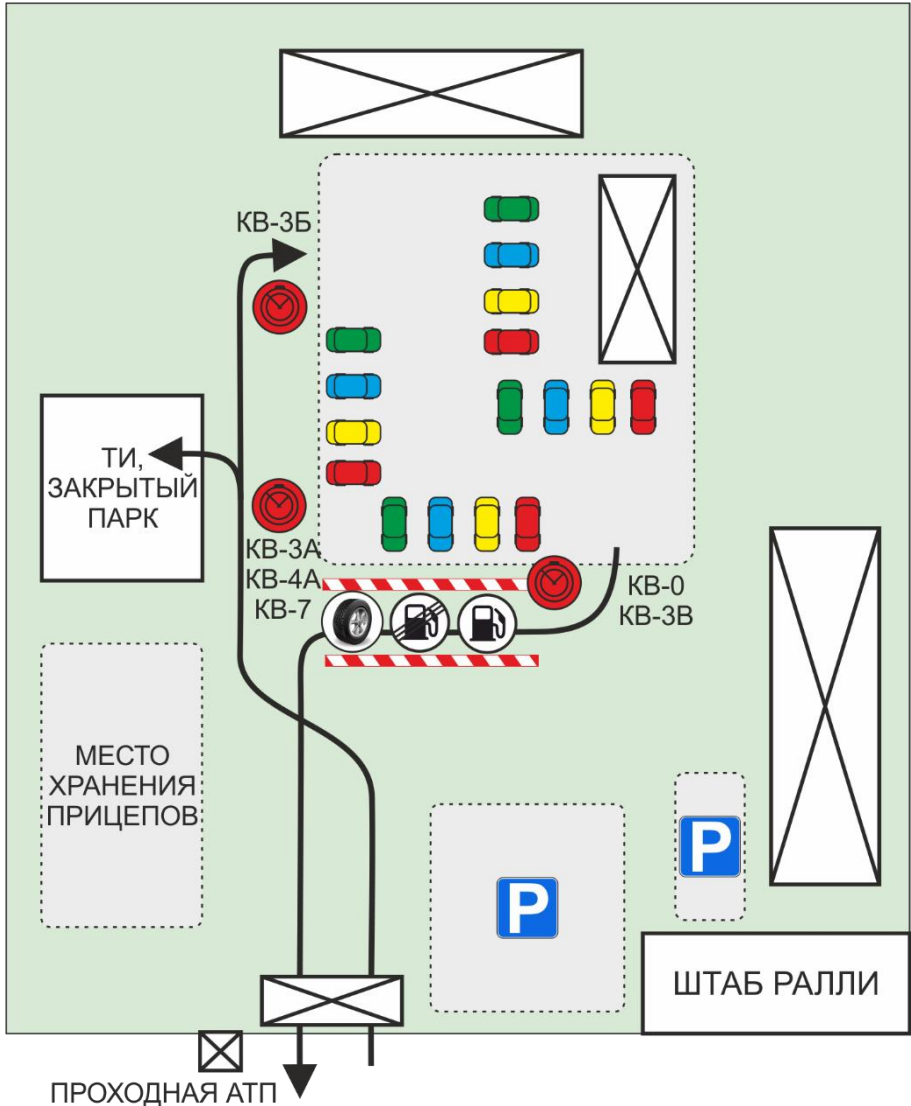 КВ-3Б
ТИ,
ЗАКРЫТЫЙ
ПАРК
КВ-3А
КВ-4А
КВ-7
КВ-0
КВ-3В
МЕСТО
ХРАНЕНИЯ
ПРИЦЕПОВ
P
P
ШТАБ РАЛЛИ
ПРОХОДНАЯ АТП